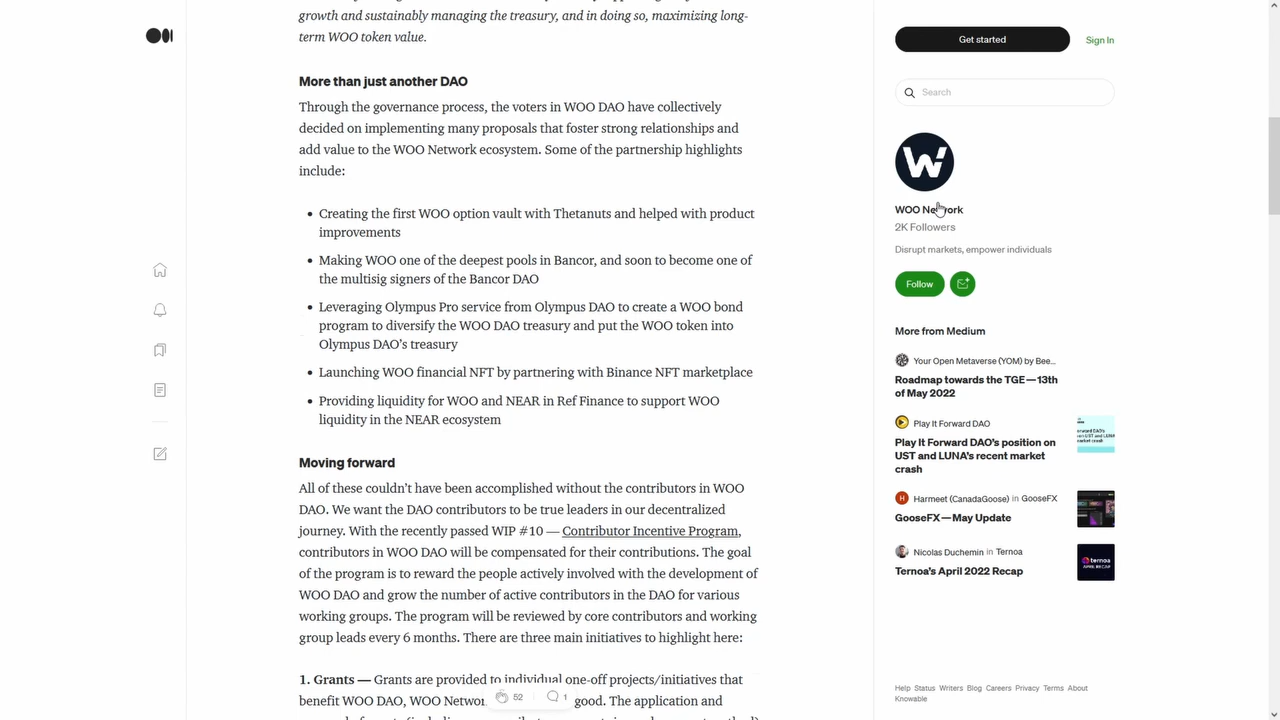 growth and sustainably managing the treasury, and in doing so, maximizing long-
term WOO token value.
More than just another DAO
Through the governance process, the voters in WOO DAO have collectively
decided on implementing many proposals that foster strong relationships and
add value to the WOO Network ecosystem. Some of the partnership highlights
include:
• Creating the first WOO option vault with Thetanuts and helped with product
improvements
• Making WOO one of the deepest pools in Bancor, and soon to become one of
the multisig signers of the Bancor DAO
• Leveraging Olympus Pro service from Olympus DAO to create a WOO bond
program to diversify the WOO DAO treasury and put the WOO token into
Olympus DAO's treasury
• Launching WOO financial NFT by partnering with Binance NFT marketplace
• Providing liquidity for WOO and NEAR in Ref Finance to support WOO
liquidity in the NEAR ecosystem
Moving forward
All of these couldn't have been accomplished without the contributors in WOO
DAO. We want the DAO contributors to be true leaders in our decentralized
journey. With the recently passed WIP #10 — Contributor Incentive Program,
contributors in WOO DAO will be compensated for their contributions. The goal
of the program is to reward the people actively involved with the development of
WOO DAO and grow the number of active contributors in the DAO for various
working groups. The program will be reviewed by core contributors and working
group leads every 6 months. There are three main initiatives to highlight here:
1. Grants — Grants are provided to individual one-off projects/initiatives that
benefit WOO DAO, WOO Networ good. The application and
52
1
Get started
Sign In
Search
W
WOO Network
2K Followers
Disrupt markets, empower individuals
Follow
More from Medium
Your Open Metaverse (YOM) by Bee...
Roadmap towards the TGE — 13th
of May 2022
Play It Forward DAO
Play It Forward DAO's position on
UST and LUNA's recent market
crash
H Harmeet (CanadaGoose) in GooseFX
GooseFX — May Update
Nicolas Duchemin in Ternoa
Ternoa's April 2022 Recap
ternoa
APRIL RECAP
Help Status Writers Blog Careers Privacy Terms About
Knowable